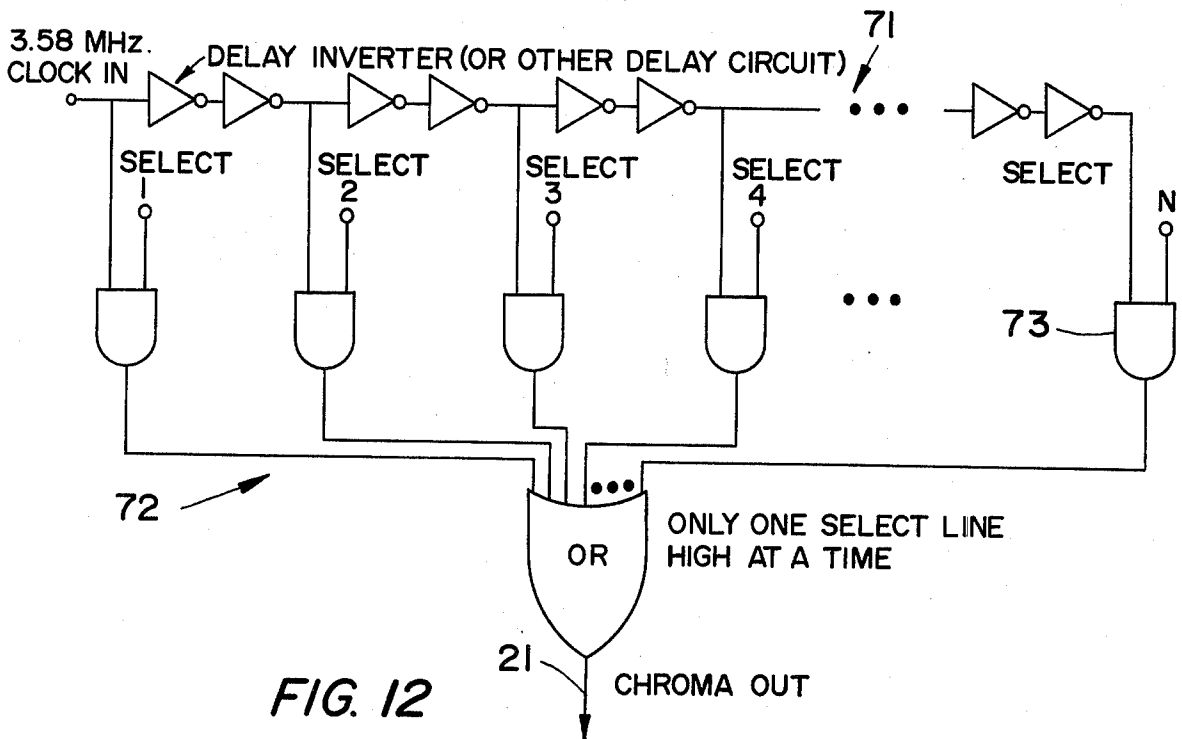 71
3.58 MHz.
CLOCK IN
DELAY INVERTER (OR OTHER DELAY CIRCUIT)
SELECT
1
SELECT
2
SELECT
3
SELECT
4
SELECT
N
73
72
OR
ONLY ONE SELECT LINE
HIGH AT A TIME
21
CHROMA OUT
FIG. 12